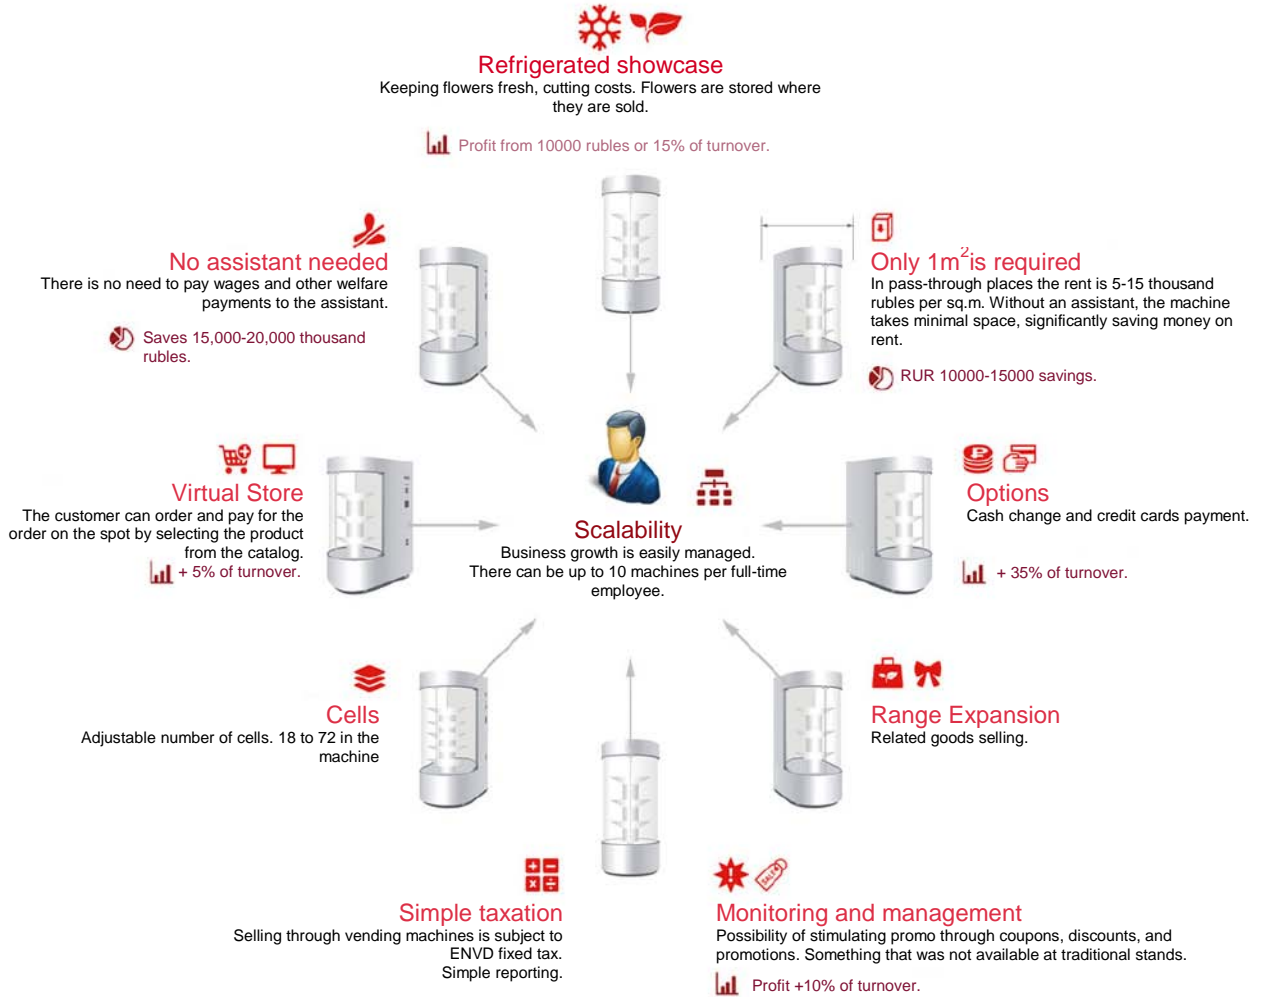 Refrigerated showcase
Keeping flowers fresh, cutting costs. Flowers are stored where
they are sold.
Profit from 10000 rubles or 15% of turnover.
No assistant needed
There is no need to pay wages and other welfare
payments to the assistant.
Saves 15,000-20,000 thousand
rubles.
Only 1m²is required
In pass-through places the rent is 5-15 thousand
rubles per sq.m. Without an assistant, the machine
takes minimal space, significantly saving money on
rent.
RUR 10000-15000 savings.
Virtual Store
The customer can order and pay for the
order on the spot by selecting the product
from the catalog.
+ 5% of turnover.
Scalability
Business growth is easily managed.
There can be up to 10 machines per full-time
employee.
Options
Cash change and credit cards payment.
+ 35% of turnover.
Cells
Adjustable number of cells. 18 to 72 in the
machine
Range Expansion
Related goods selling.
Simple taxation
Selling through vending machines is subject to
ENVD fixed tax.
Simple reporting.
SALE
Monitoring and management
Possibility of stimulating promo through coupons, discounts, and
promotions. Something that was not available at traditional stands.
Profit +10% of turnover.